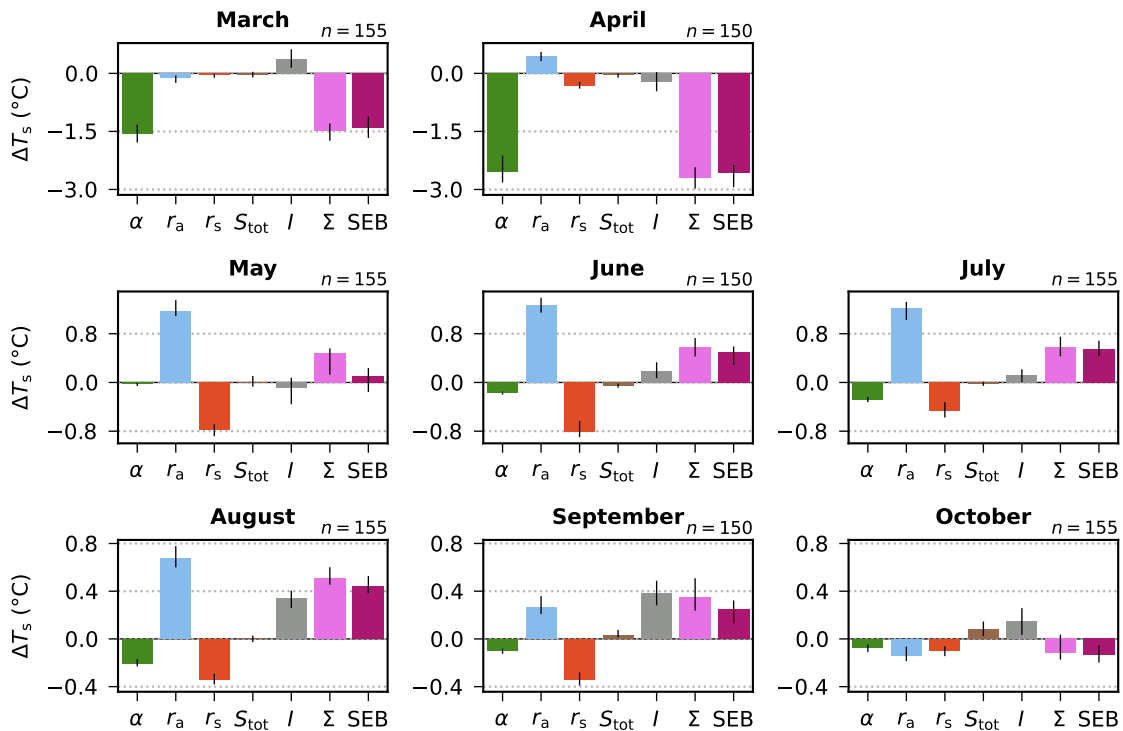 March
n = 155
April
n = 150
ΔTs (°C)
0.0
−1.5
−3.0
α ra rs Stot I Σ SEB
α ra rs Stot I Σ SEB
May
n = 155
June
n = 150
July
n = 155
ΔTs (°C)
0.8
0.0
−0.8
0.8
0.0
−0.8
0.8
0.0
−0.8
α ra rs Stot I Σ SEB
α ra rs Stot I Σ SEB
α ra rs Stot I Σ SEB
August
n = 155
September
n = 150
October
n = 155
ΔTs (°C)
0.8
0.4
0.0
−0.4
0.8
0.4
0.0
−0.4
0.8
0.4
0.0
−0.4
α ra rs Stot I Σ SEB
α ra rs Stot I Σ SEB
α ra rs Stot I Σ SEB
0.0
−1.5
−3.0